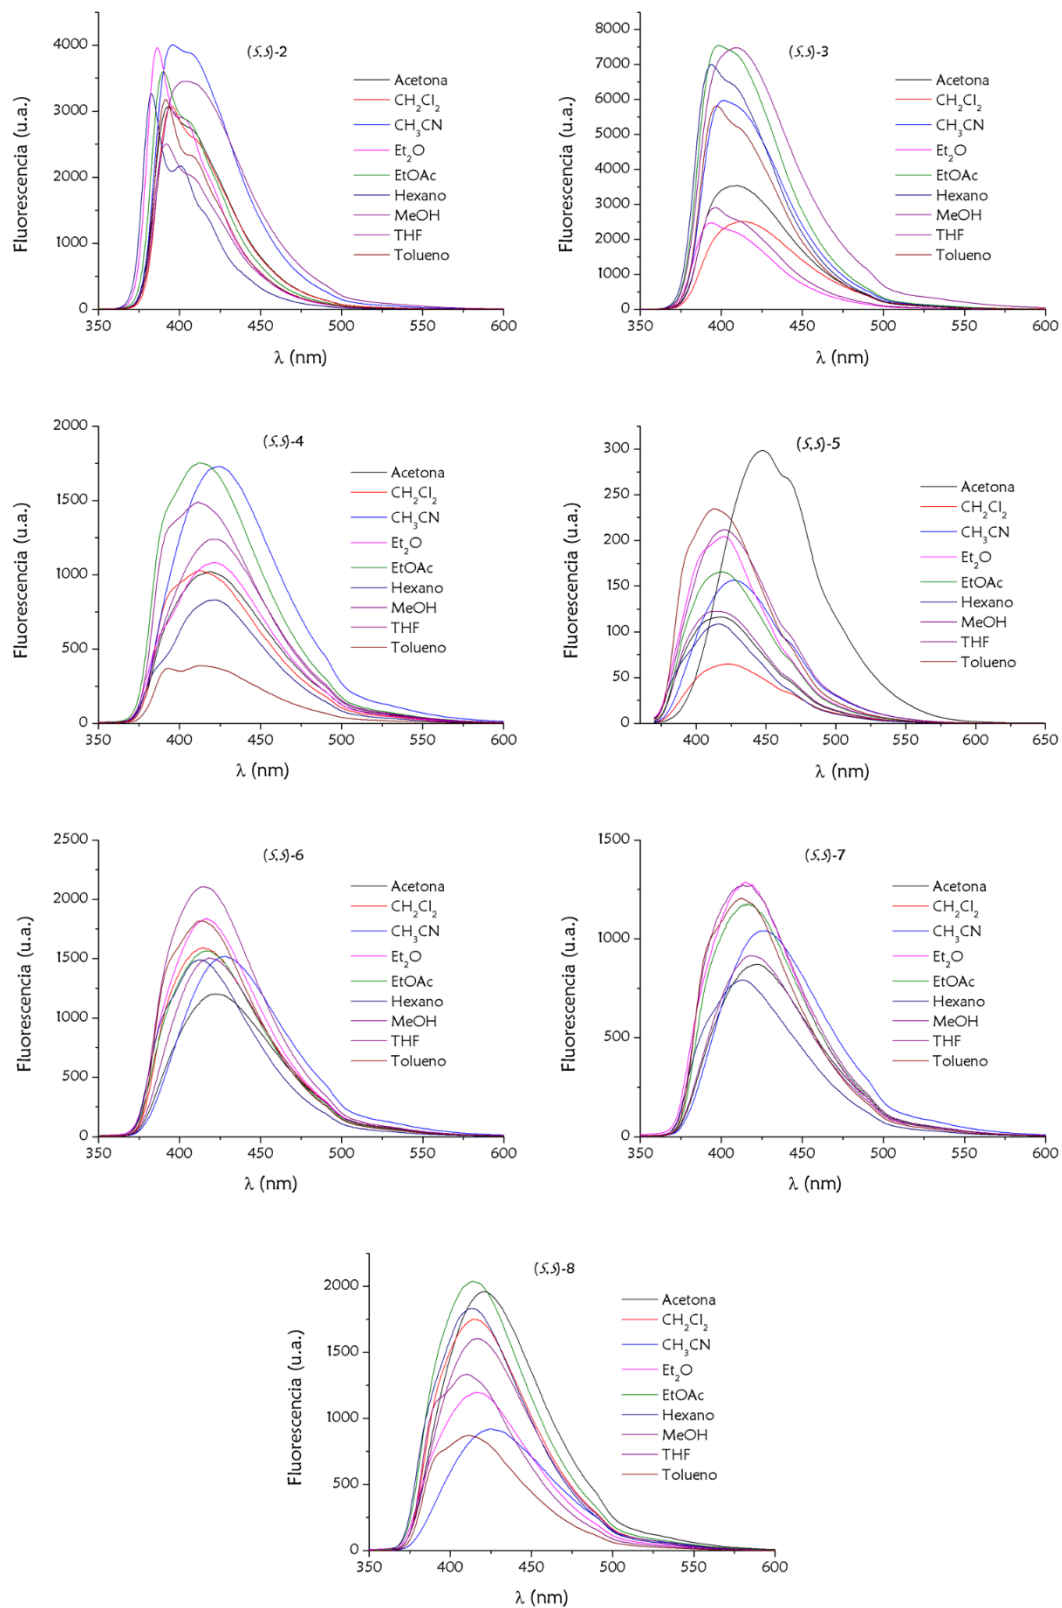 (S,S)-2
Fluorescencia (u.a.)
4000
3000
2000
1000
0
Acetona
CH2Cl2
CH3CN
Et2O
EtOAc
Hexano
MeOH
THF
Tolueno
350 400 450 500 550 600
λ (nm)
(S,S)-3
Fluorescencia (u.a.)
8000
7000
6000
5000
4000
3000
2000
1000
0
Acetona
CH2Cl2
CH3CN
Et2O
EtOAc
Hexano
MeOH
THF
Tolueno
350 400 450 500 550 600
λ (nm)
(S,S)-4
Fluorescencia (u.a.)
2000
1500
1000
500
0
Acetona
CH2Cl2
CH3CN
Et2O
EtOAc
Hexano
MeOH
THF
Tolueno
350 400 450 500 550 600
λ (nm)
(S,S)-5
Fluorescencia (u.a.)
300
250
200
150
100
50
0
Acetona
CH2Cl2
CH3CN
Et2O
EtOAc
Hexano
MeOH
THF
Tolueno
400 450 500 550 600 650
λ (nm)
(S,S)-6
Fluorescencia (u.a.)
2500
2000
1500
1000
500
0
Acetona
CH2Cl2
CH3CN
Et2O
EtOAc
Hexano
MeOH
THF
Tolueno
350 400 450 500 550 600
λ (nm)
(S,S)-7
Fluorescencia (u.a.)
1500
1000
500
0
Acetona
CH2Cl2
CH3CN
Et2O
EtOAc
Hexano
MeOH
THF
Tolueno
350 400 450 500 550 600
λ (nm)
(S,S)-8
Fluorescencia (u.a.)
2000
1500
1000
500
0
Acetona
CH2Cl2
CH3CN
Et2O
EtOAc
Hexano
MeOH
THF
Tolueno
350 400 450 500 550 600
λ (nm)